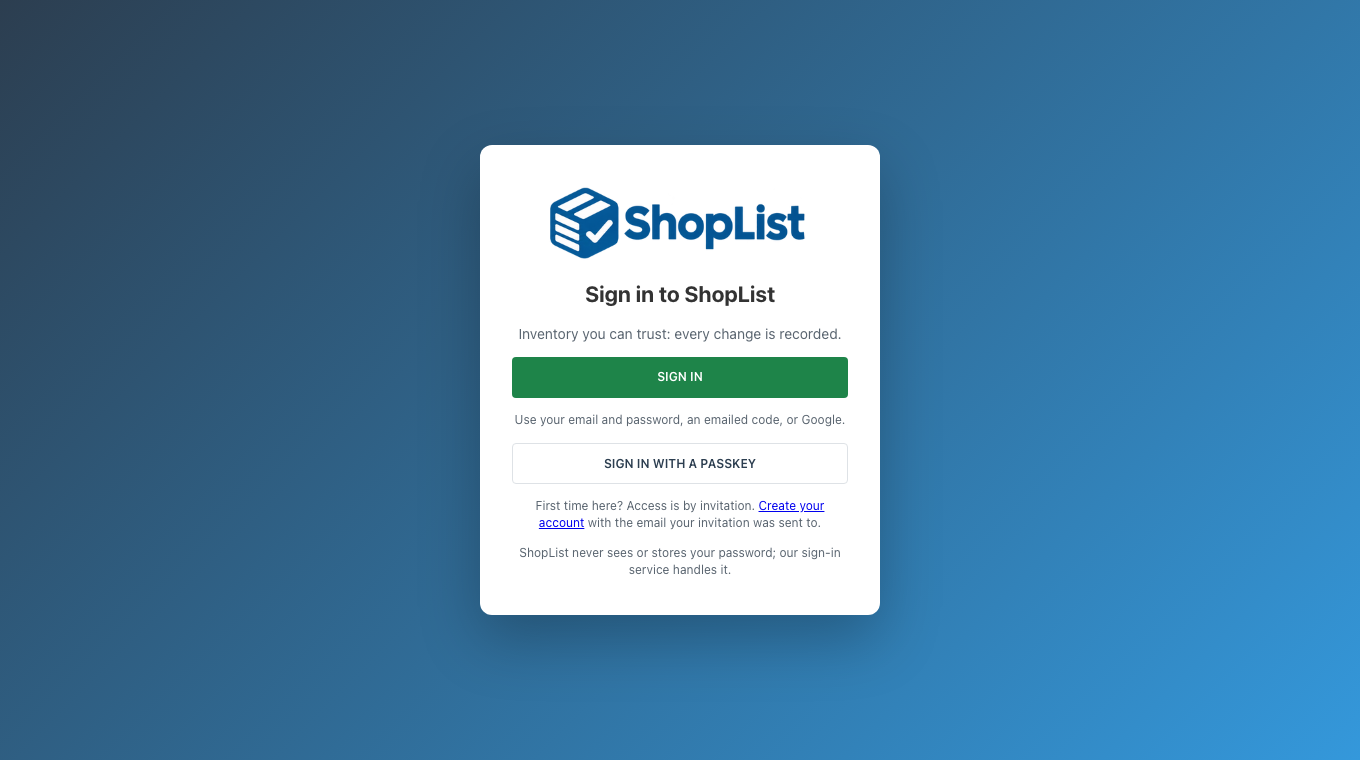 ShopList
Sign in to ShopList
Inventory you can trust: every change is recorded.
SIGN IN
Use your email and password, an emailed code, or Google.
SIGN IN WITH A PASSKEY
First time here? Access is by invitation. Create your
account with the email your invitation was sent to.
ShopList never sees or stores your password; our sign-in
service handles it.